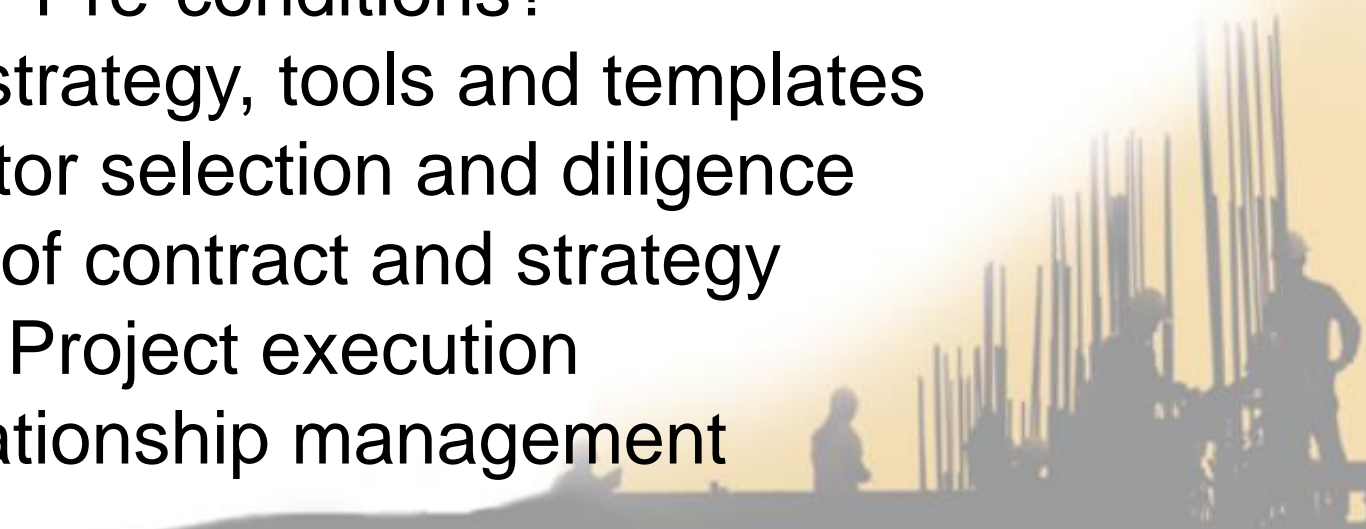 Pre-conditions?
strategy, tools and templates
tor selection and diligence
of contract and strategy
Project execution
ationship management